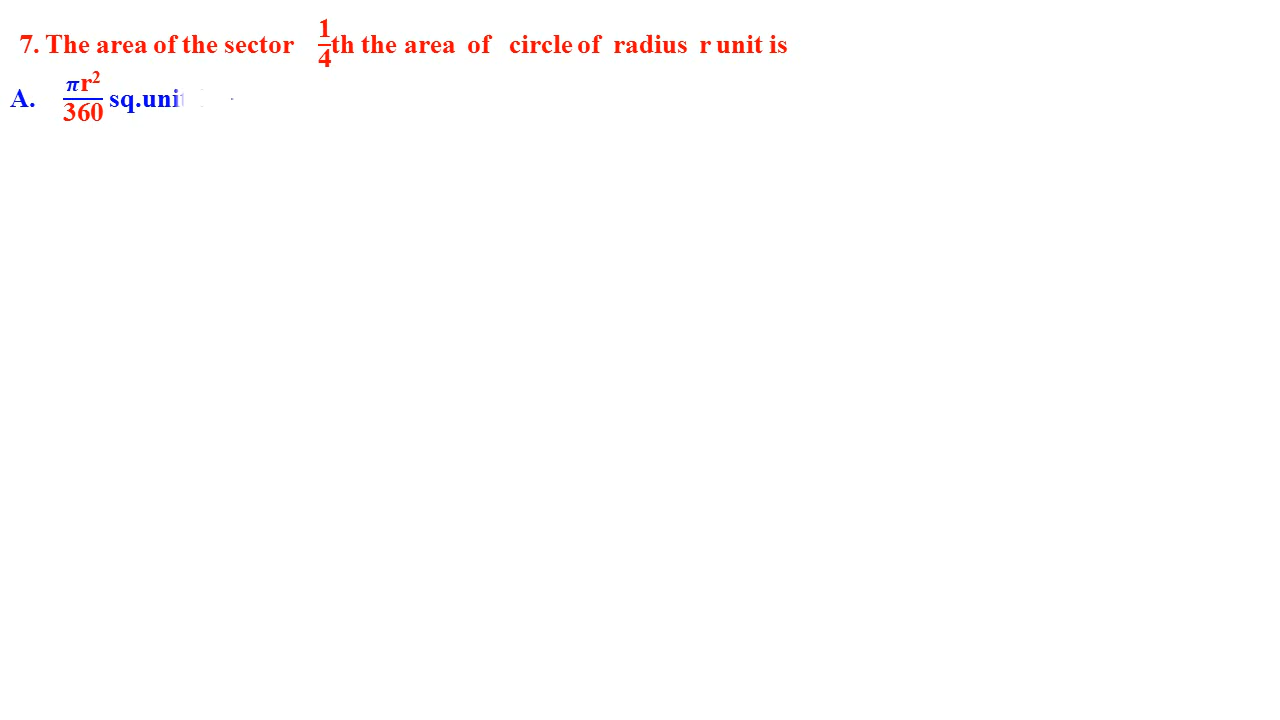 7. The area of the sector 1/4th the area of circle of radius r unit is
A. πr²/360 sq.unit